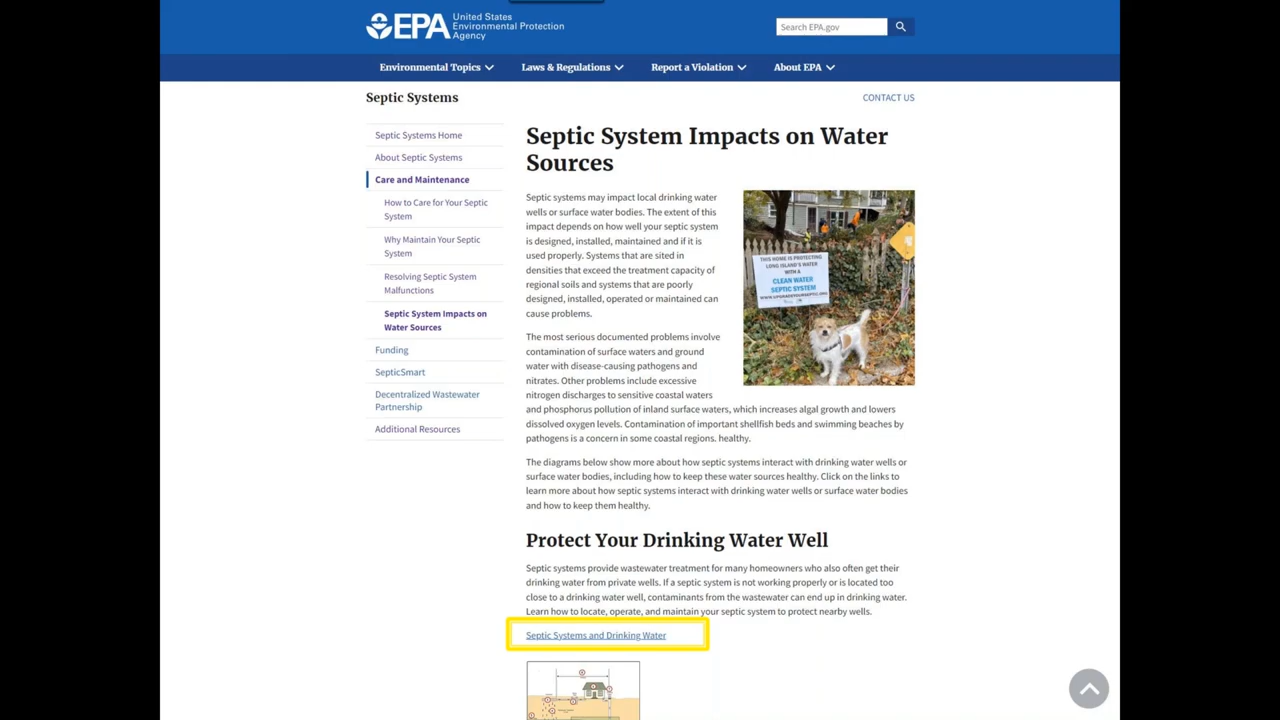 EPA
United States
Environmental Protection
Agency
Search EPA.gov
Environmental Topics
Laws & Regulations
Report a Violation
About EPA
Septic Systems
CONTACT US
Septic Systems Home
About Septic Systems
Care and Maintenance
How to Care for Your Septic
System
Why Maintain Your Septic
System
Resolving Septic System
Malfunctions
Septic System Impacts on
Water Sources
Funding
SepticSmart
Decentralized Wastewater
Partnership
Additional Resources
Septic System Impacts on Water
Sources
Septic systems may impact local drinking water
wells or surface water bodies. The extent of this
impact depends on how well your septic system
is designed, installed, maintained and if it is
used properly. Systems that are sited in
densities that exceed the treatment capacity of
regional soils and systems that are poorly
designed, installed, operated or maintained can
cause problems.
THIS HOME IS PROTECTING
LONG ISLAND'S WATER
WITH A
CLEAN WATER
SEPTIC SYSTEM
The most serious documented problems involve
contamination of surface waters and ground
water with disease-causing pathogens and
nitrates. Other problems include excessive
nitrogen discharges to sensitive coastal waters
and phosphorus pollution of inland surface waters, which increases algal growth and lowers
dissolved oxygen levels. Contamination of important shellfish beds and swimming beaches by
pathogens is a concern in some coastal regions. healthy.
The diagrams below show more about how septic systems interact with drinking water wells or
surface water bodies, including how to keep these water sources healthy. Click on the links to
learn more about how septic systems interact with drinking water wells or surface water bodies
and how to keep them healthy.
Protect Your Drinking Water Well
Septic systems provide wastewater treatment for many homeowners who also often get their
drinking water from private wells. If a septic system is not working properly or is located too
close to a drinking water well, contaminants from the wastewater can end up in drinking water.
Learn how to locate, operate, and maintain your septic system to protect nearby wells.
Septic Systems and Drinking Water